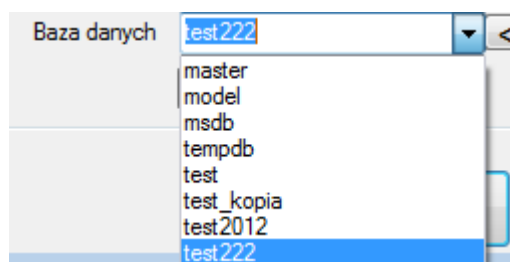 Baza danych test222 <
master
model
msdb
tempdb
test
test_kopia
test2012
test222